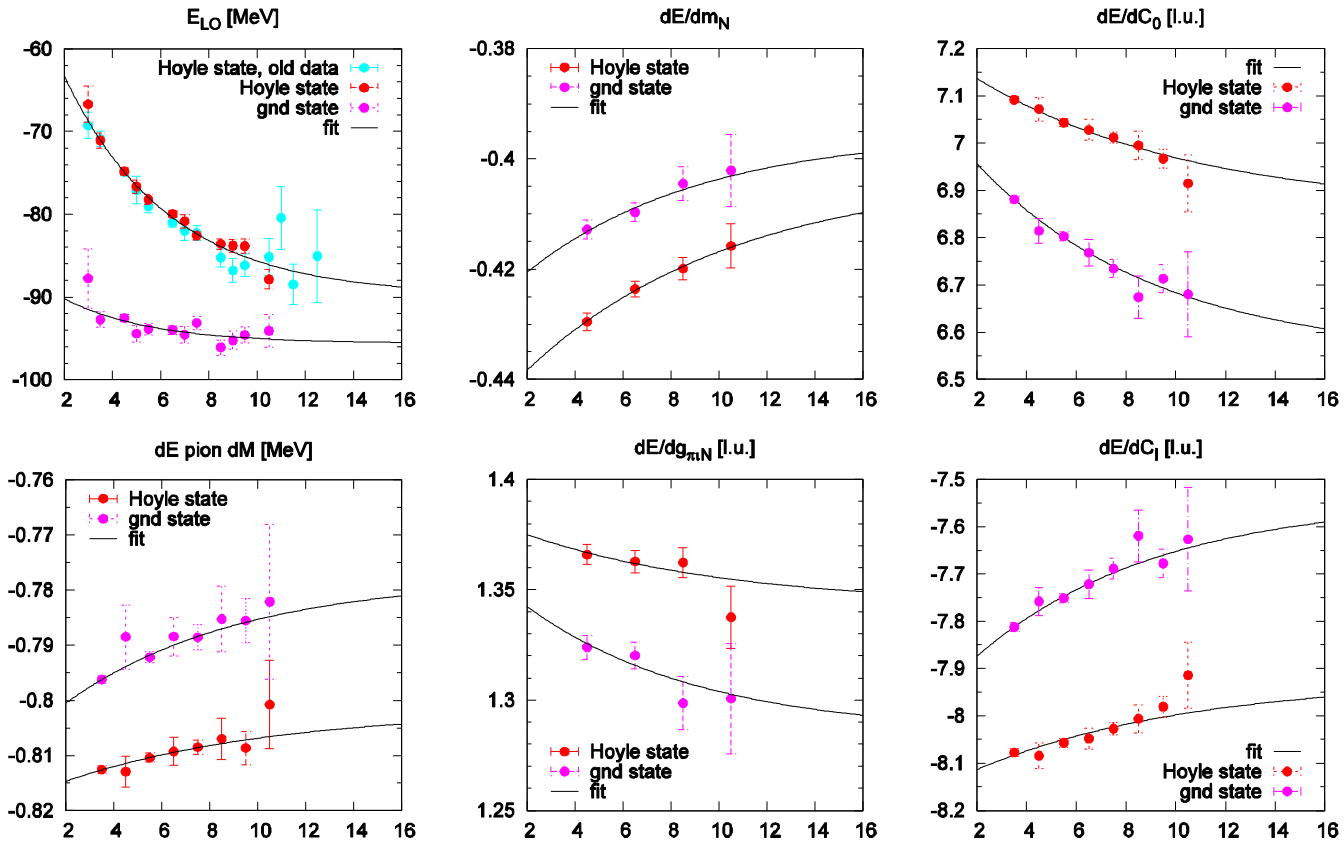 E_LO [MeV]
-60
-70
-80
-90
-100
Hoyle state, old data
Hoyle state
gnd state
fit
2 4 6 8 10 12 14 16
dE/dm_N
-0.38
-0.4
-0.42
-0.44
Hoyle state
gnd state
fit
2 4 6 8 10 12 14 16
dE/dC_0 [l.u.]
7.2
7.1
7
6.9
6.8
6.7
6.6
6.5
fit
Hoyle state
gnd state
2 4 6 8 10 12 14 16
dE pion dM [MeV]
-0.76
-0.77
-0.78
-0.79
-0.8
-0.81
-0.82
Hoyle state
gnd state
fit
2 4 6 8 10 12 14 16
dE/dg_πιN [l.u.]
1.4
1.35
1.3
1.25
Hoyle state
gnd state
fit
2 4 6 8 10 12 14 16
dE/dC_I [l.u.]
-7.5
-7.6
-7.7
-7.8
-7.9
-8
-8.1
-8.2
fit
Hoyle state
gnd state
2 4 6 8 10 12 14 16